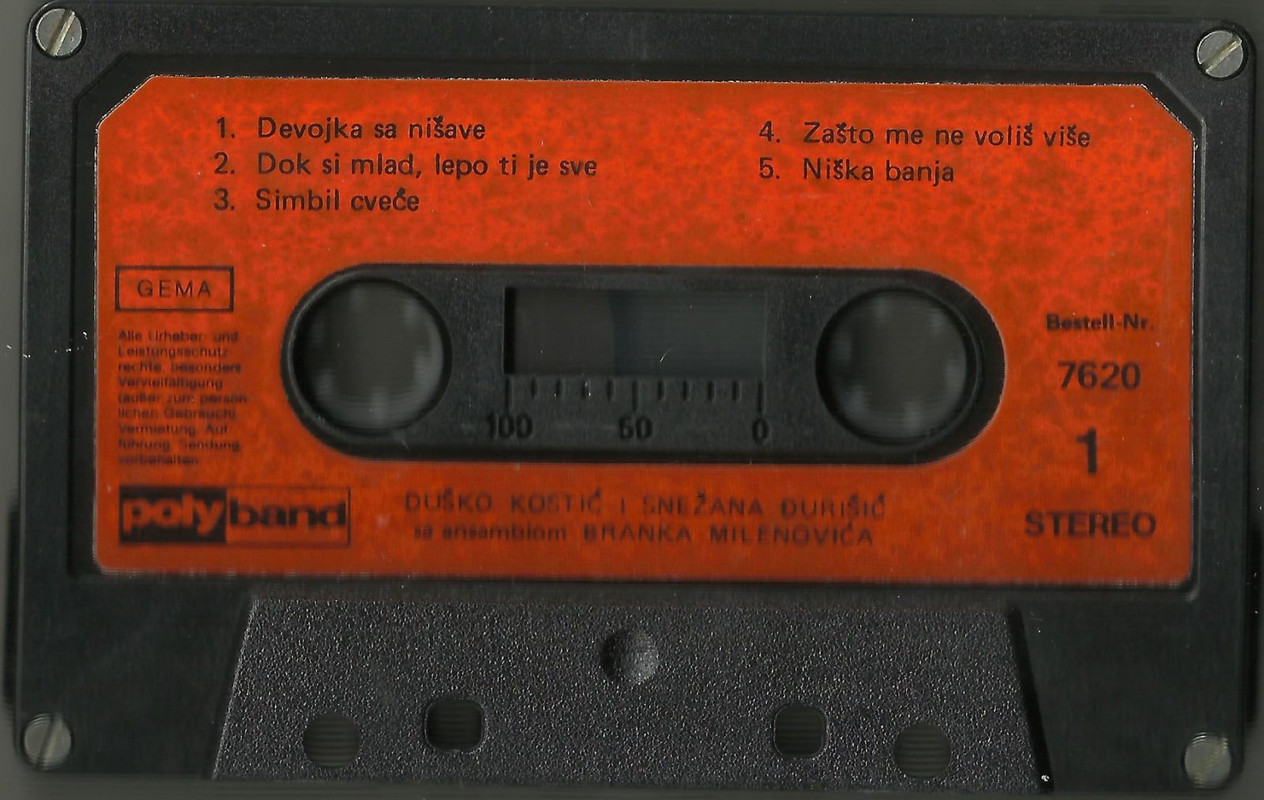 1. Devojka sa nišave
2. Dok si mlad, lepo ti je sve
3. Simbil cveće
4. Zašto me ne voliš više
5. Niška banja
GEMA
Alle Urheber- und
Leistungsschutz-
rechte, besonders
Vervielfältigung
(außer zum persön-
lichen Gebrauch),
Vermietung, Auf-
führung, Sendung,
vorbehalten.
100 50 0
Bestell-Nr.
7620
1
STEREO
polyband
DUŠKO KOSTIĆ I SNEŽANA ĐURIŠIĆ
sa ansamblom BRANKA MILENOVIĆA